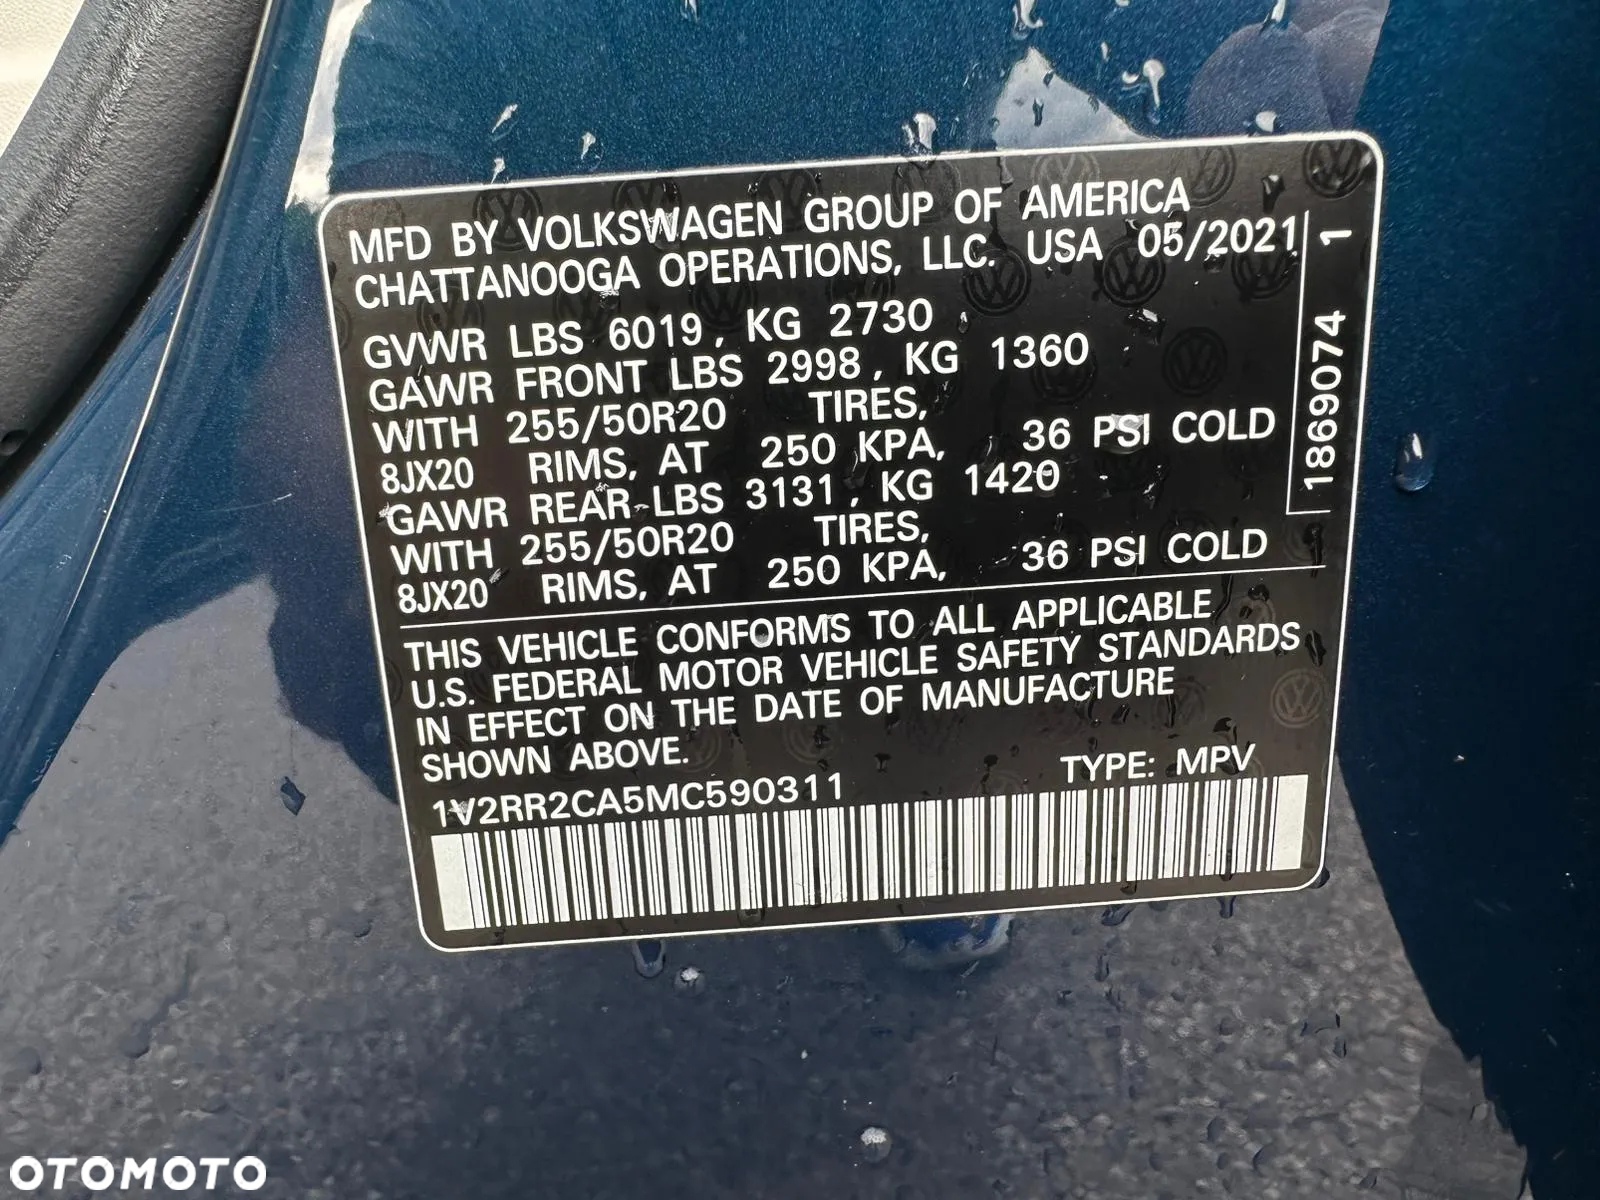 MFD BY VOLKSWAGEN GROUP OF AMERICA
CHATTANOOGA OPERATIONS, LLC. USA 05/2021
GVWR LBS 6019, KG 2730
GAWR FRONT LBS 2998, KG 1360
WITH 255/50R20 TIRES,
8JX20 RIMS, AT 250 KPA, 36 PSI COLD
GAWR REAR LBS 3131, KG 1420
WITH 255/50R20 TIRES,
8JX20 RIMS, AT 250 KPA, 36 PSI COLD
1869074 1
THIS VEHICLE CONFORMS TO ALL APPLICABLE
U.S. FEDERAL MOTOR VEHICLE SAFETY STANDARDS
IN EFFECT ON THE DATE OF MANUFACTURE
SHOWN ABOVE.
1V2RR2CA5MC590311 TYPE: MPV
OTOMOTO